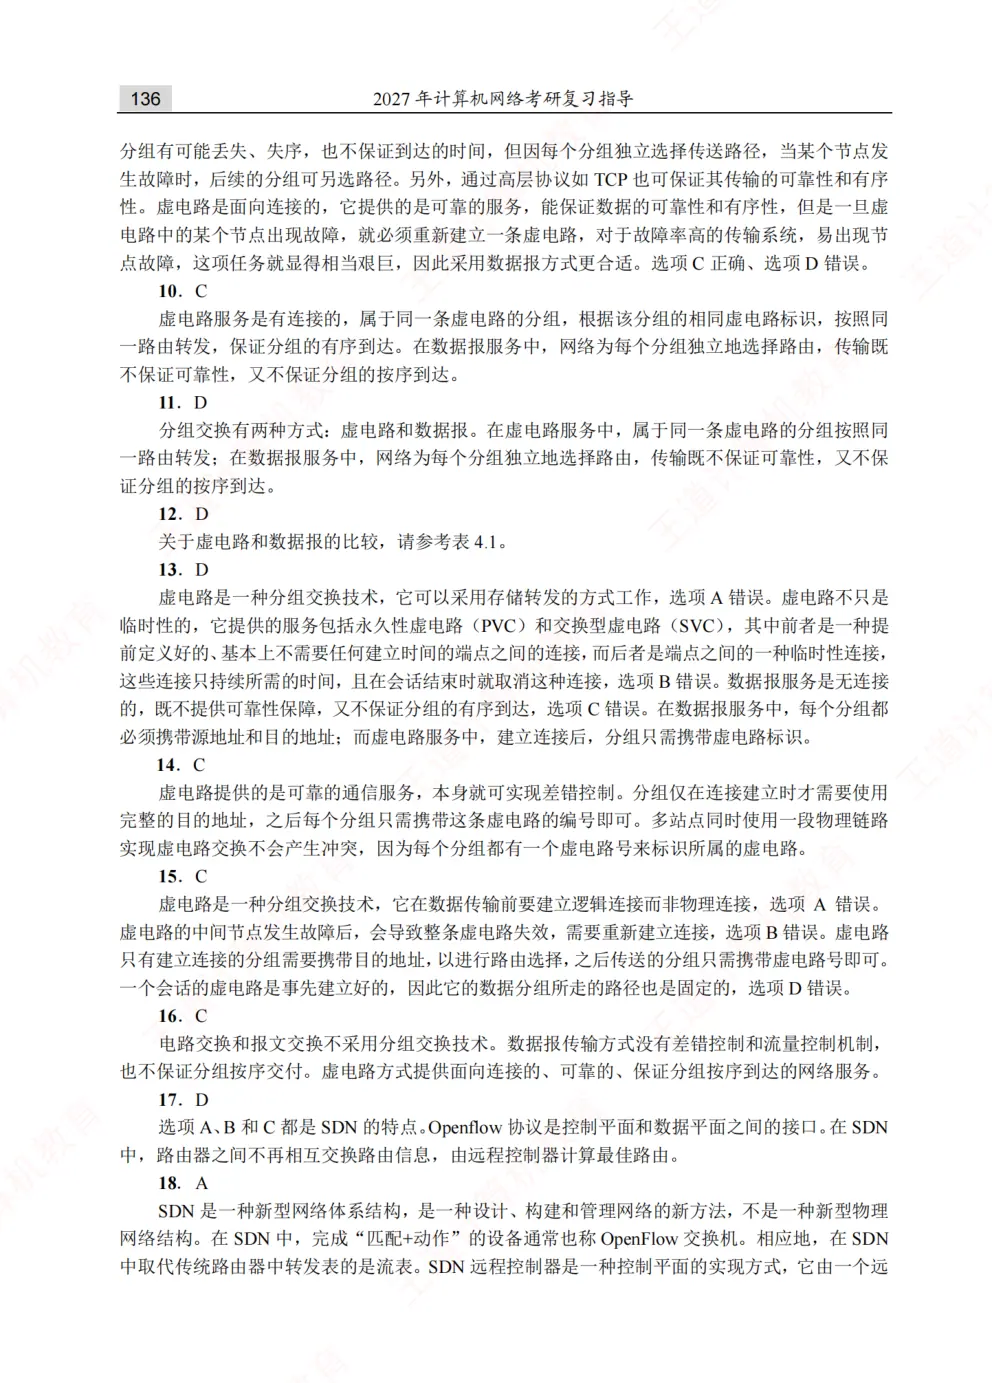 136
2027 年计算机网络考研复习指导
分组有可能丢失、失序，也不保证到达的时间，但因每个分组独立选择传送路径，当某个节点发
生故障时，后续的分组可另选路径。另外，通过高层协议如 TCP 也可保证其传输的可靠性和有序
性。虚电路是面向连接的，它提供的是可靠的服务，能保证数据的可靠性和有序性，但是一旦虚
电路中的某个节点出现故障，就必须重新建立一条虚电路，对于故障率高的传输系统，易出现节
点故障，这项任务就显得相当艰巨，因此采用数据报方式更合适。选项 C 正确、选项 D 错误。
10．C
虚电路服务是有连接的，属于同一条虚电路的分组，根据该分组的相同虚电路标识，按照同
一路由转发，保证分组的有序到达。在数据报服务中，网络为每个分组独立地选择路由，传输既
不保证可靠性，又不保证分组的按序到达。
11．D
分组交换有两种方式：虚电路和数据报。在虚电路服务中，属于同一条虚电路的分组按照同
一路由转发；在数据报服务中，网络为每个分组独立地选择路由，传输既不保证可靠性，又不保
证分组的按序到达。
12．D
关于虚电路和数据报的比较，请参考表 4.1。
13．D
虚电路是一种分组交换技术，它可以采用存储转发的方式工作，选项 A 错误。虚电路不只是
临时性的，它提供的服务包括永久性虚电路（PVC）和交换型虚电路（SVC），其中前者是一种提
前定义好的、基本上不需要任何建立时间的端点之间的连接，而后者是端点之间的一种临时性连接，
这些连接只持续所需的时间，且在会话结束时就取消这种连接，选项 B 错误。数据报服务是无连接
的，既不提供可靠性保障，又不保证分组的有序到达，选项 C 错误。在数据报服务中，每个分组都
必须携带源地址和目的地址；而虚电路服务中，建立连接后，分组只需携带虚电路标识。
14．C
虚电路提供的是可靠的通信服务，本身就可实现差错控制。分组仅在连接建立时才需要使用
完整的目的地址，之后每个分组只需携带这条虚电路的编号即可。多站点同时使用一段物理链路
实现虚电路交换不会产生冲突，因为每个分组都有一个虚电路号来标识所属的虚电路。
15．C
虚电路是一种分组交换技术，它在数据传输前要建立逻辑连接而非物理连接，选项 A 错误。
虚电路的中间节点发生故障后，会导致整条虚电路失效，需要重新建立连接，选项 B 错误。虚电路
只有建立连接的分组需要携带目的地址，以进行路由选择，之后传送的分组只需携带虚电路号即可。
一个会话的虚电路是事先建立好的，因此它的数据分组所走的路径也是固定的，选项 D 错误。
16．C
电路交换和报文交换不采用分组交换技术。数据报传输方式没有差错控制和流量控制机制，
也不保证分组按序交付。虚电路方式提供面向连接的、可靠的、保证分组按序到达的网络服务。
17．D
选项 A、B 和 C 都是 SDN 的特点。Openflow 协议是控制平面和数据平面之间的接口。在 SDN
中，路由器之间不再相互交换路由信息，由远程控制器计算最佳路由。
18．A
SDN 是一种新型网络体系结构，是一种设计、构建和管理网络的新方法，不是一种新型物理
网络结构。在 SDN 中，完成“匹配+动作”的设备通常也称 OpenFlow 交换机。相应地，在 SDN
中取代传统路由器中转发表的是流表。SDN 远程控制器是一种控制平面的实现方式，它由一个远